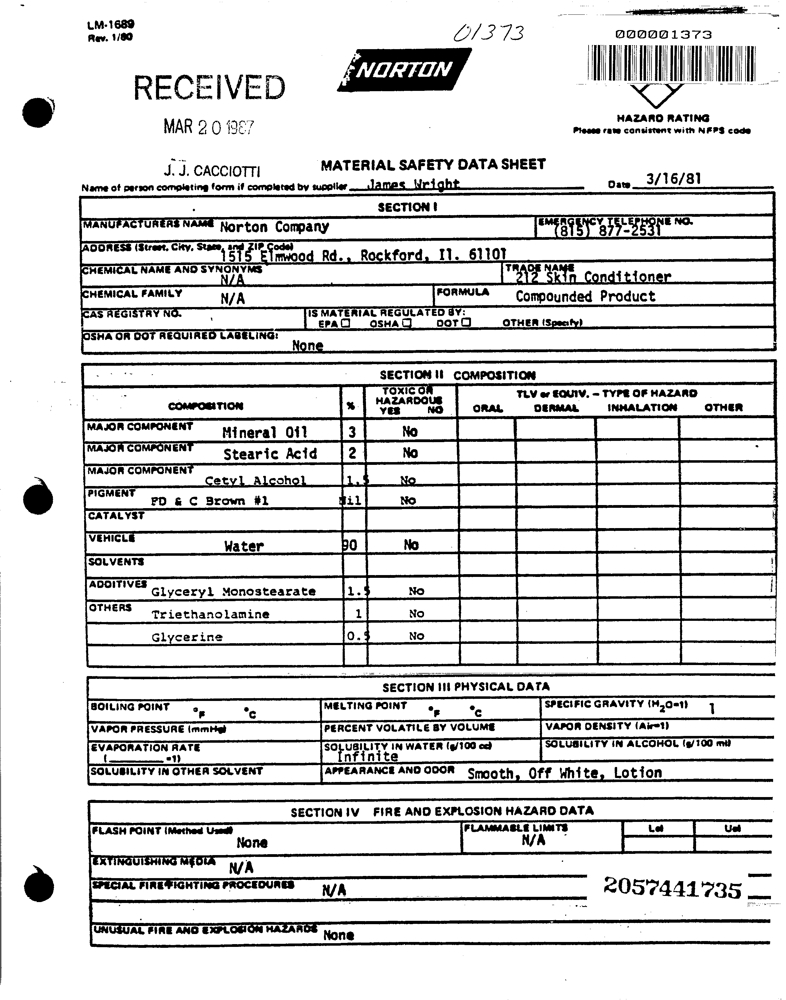 LM-1689
Rev. 1/80
01373
000001373
NORTON
RECEIVED
MAR 20 1987
HAZARD RATING
Please rate consistent with NFPS code
J. J. CACCIOTTI
MATERIAL SAFETY DATA SHEET
Name of person completing form if completed by supplier James Wright Date 3/16/81
SECTION I
MANUFACTURERS NAME Norton Company
EMERGENCY TELEPHONE NO. (815) 877-2531
ADDRESS (Street, City, State, and ZIP Code) 1515 Elmwood Rd., Rockford, Il. 61101
CHEMICAL NAME AND SYNONYMS N/A
TRADE NAME 212 Skin Conditioner
CHEMICAL FAMILY N/A
FORMULA Compounded Product
CAS REGISTRY NO.
IS MATERIAL REGULATED BY:
EPA OSHA DOT OTHER (Specify)
OSHA OR DOT REQUIRED LABELING: None
SECTION II COMPOSITION
COMPOSITION % TOXIC OR HAZARDOUS YES NO
TLV or EQUIV. – TYPE OF HAZARD
ORAL DERMAL INHALATION OTHER
MAJOR COMPONENT Mineral Oil 3 No
MAJOR COMPONENT Stearic Acid 2 No
MAJOR COMPONENT Cetyl Alcohol 1.5 No
PIGMENT FD & C Brown #1 Nil No
CATALYST
VEHICLE Water 90 No
SOLVENTS
ADDITIVES Glyceryl Monostearate 1.5 No
OTHERS Triethanolamine 1 No
Glycerine 0.5 No
SECTION III PHYSICAL DATA
BOILING POINT °F °C
MELTING POINT °F °C
SPECIFIC GRAVITY (H2O=1) 1
VAPOR PRESSURE (mmHg)
PERCENT VOLATILE BY VOLUME
VAPOR DENSITY (Air=1)
EVAPORATION RATE (______=1)
SOLUBILITY IN WATER (g/100 cc) Infinite
SOLUBILITY IN ALCOHOL (g/100 ml)
SOLUBILITY IN OTHER SOLVENT
APPEARANCE AND ODOR Smooth, Off White, Lotion
SECTION IV FIRE AND EXPLOSION HAZARD DATA
FLASH POINT (Method Used) None
FLAMMABLE LIMITS N/A
Lel Uel
EXTINGUISHING MEDIA N/A
SPECIAL FIREFIGHTING PROCEDURES N/A
2057441735
UNUSUAL FIRE AND EXPLOSION HAZARDS None